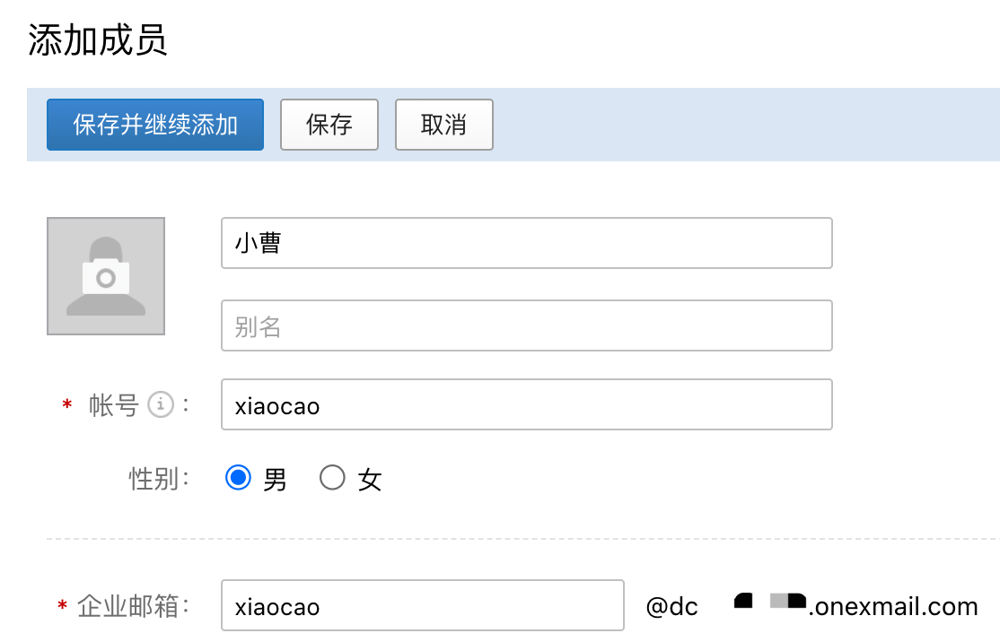 添加成员
保存并继续添加 保存 取消
小曹
别名
* 帐号 i : xiaocao
性别: 男 女
* 企业邮箱: xiaocao @dc .onexmail.com